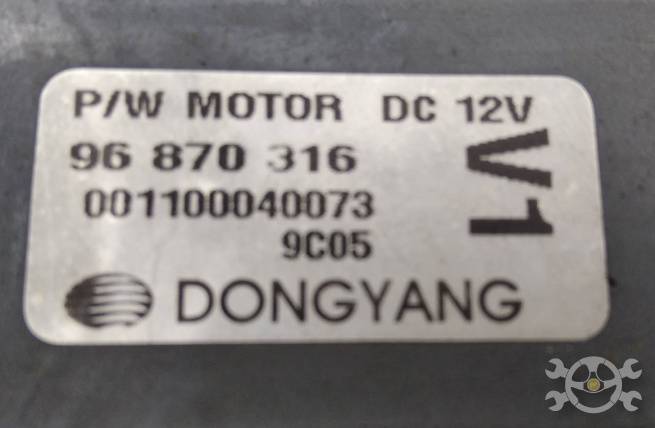 P/W MOTOR DC 12V
96 870 316
001100040073
9C05
V1
DONGYANG